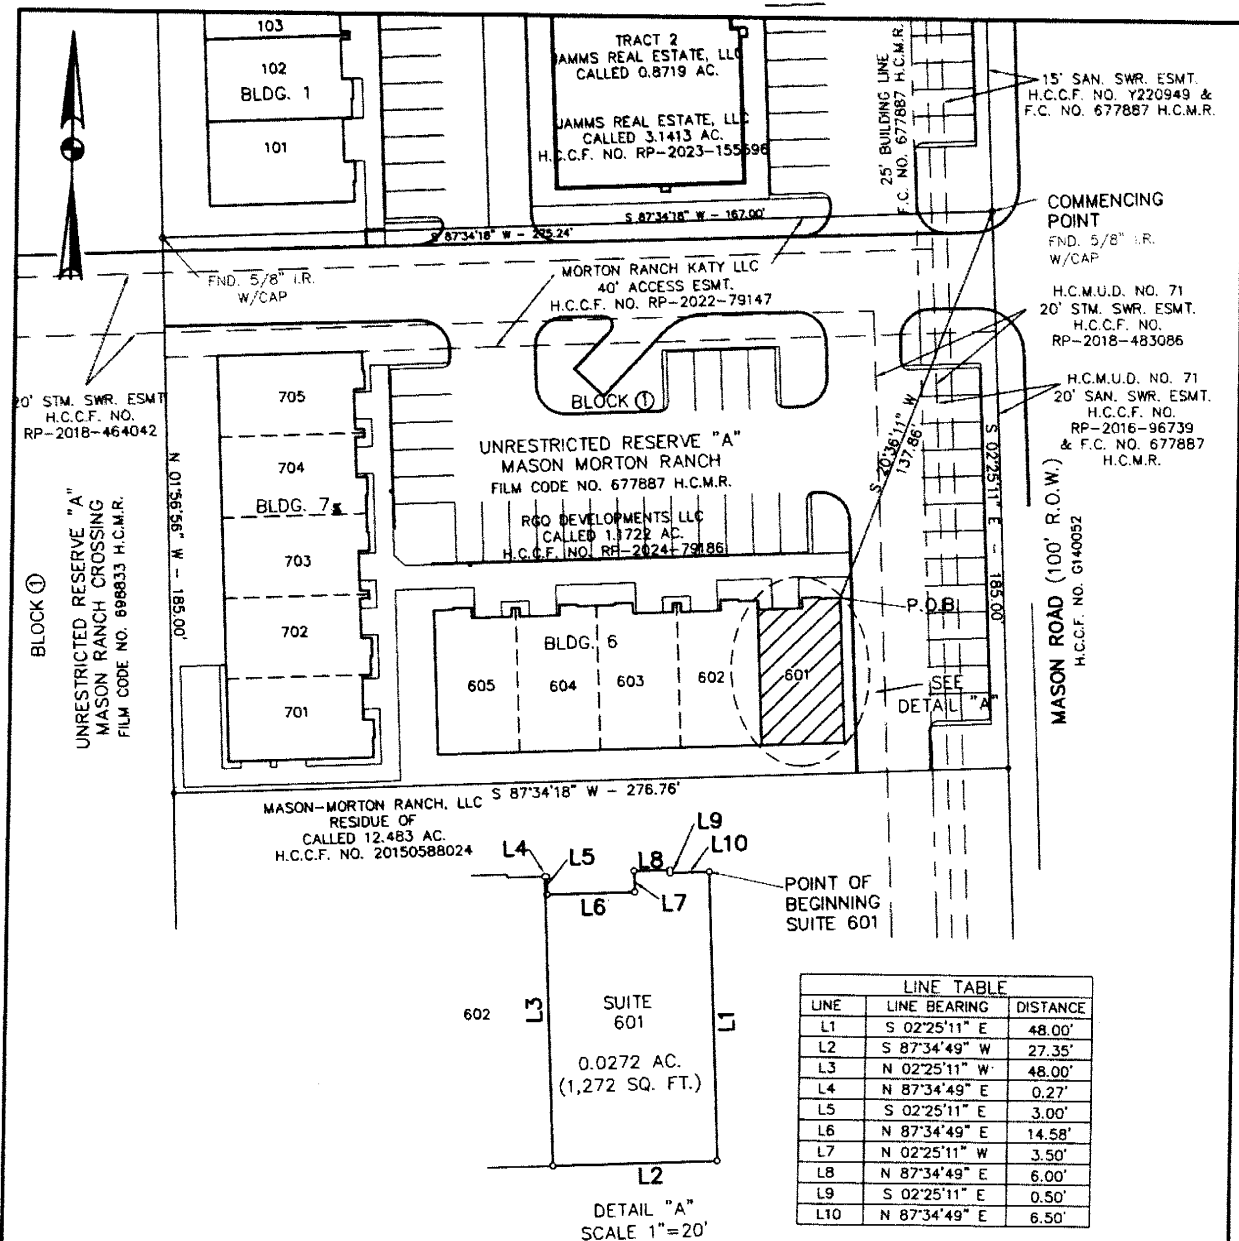 103
102
BLDG. 1
101
TRACT 2
JAMMS REAL ESTATE, LLC
CALLED 0.8719 AC.
JAMMS REAL ESTATE, LLC
CALLED 3.1413 AC.
H.C.C.F. NO. RP-2023-155596
25' BUILDING LINE
F.C. NO. 677887 H.C.M.R.
15' SAN. SWR. ESMT.
H.C.C.F. NO. Y220949 &
F.C. NO. 677887 H.C.M.R.
COMMENCING
POINT
FND. 5/8" I.R.
W/CAP
S 87°34'18" W - 167.00'
S 87°34'18" W - 275.24'
FND. 5/8" I.R.
W/CAP
MORTON RANCH KATY LLC
40' ACCESS ESMT.
H.C.C.F. NO. RP-2022-79147
H.C.M.U.D. NO. 71
20' STM. SWR. ESMT.
H.C.C.F. NO.
RP-2018-483086
H.C.M.U.D. NO. 71
20' SAN. SWR. ESMT.
H.C.C.F. NO.
RP-2016-96739
& F.C. NO. 677887
H.C.M.R.
20' STM. SWR. ESMT
H.C.C.F. NO.
RP-2018-464042
705
704
BLDG. 7
703
702
701
BLOCK 1
UNRESTRICTED RESERVE "A"
MASON MORTON RANCH
FILM CODE NO. 677887 H.C.M.R.
RGO DEVELOPMENTS LLC
CALLED 1.1722 AC.
H.C.C.F. NO. RP-2024-79186
S 20°36'11" W
137.86'
S 02°25'11" E - 185.00'
MASON ROAD (100' R.O.W.)
H.C.C.F. NO. G140052
N 01°56'56" W - 185.00'
BLOCK 1
UNRESTRICTED RESERVE "A"
MASON RANCH CROSSING
FILM CODE NO. 698833 H.C.M.R.
P.O.B.
BLDG. 6
605
604
603
602
601
SEE
DETAIL "A"
S 87°34'18" W - 276.76'
MASON-MORTON RANCH, LLC
RESIDUE OF
CALLED 12.483 AC.
H.C.C.F. NO. 20150588024
L4
L5
L6
L8
L7
L9
L10
POINT OF
BEGINNING
SUITE 601
602
L3
SUITE
601
0.0272 AC.
(1,272 SQ. FT.)
L1
L2
DETAIL "A"
SCALE 1"=20'
LINE TABLE
LINE LINE BEARING DISTANCE
L1 S 02°25'11" E 48.00'
L2 S 87°34'49" W 27.35'
L3 N 02°25'11" W 48.00'
L4 N 87°34'49" E 0.27'
L5 S 02°25'11" E 3.00'
L6 N 87°34'49" E 14.58'
L7 N 02°25'11" W 3.50'
L8 N 87°34'49" E 6.00'
L9 S 02°25'11" E 0.50'
L10 N 87°34'49" E 6.50'